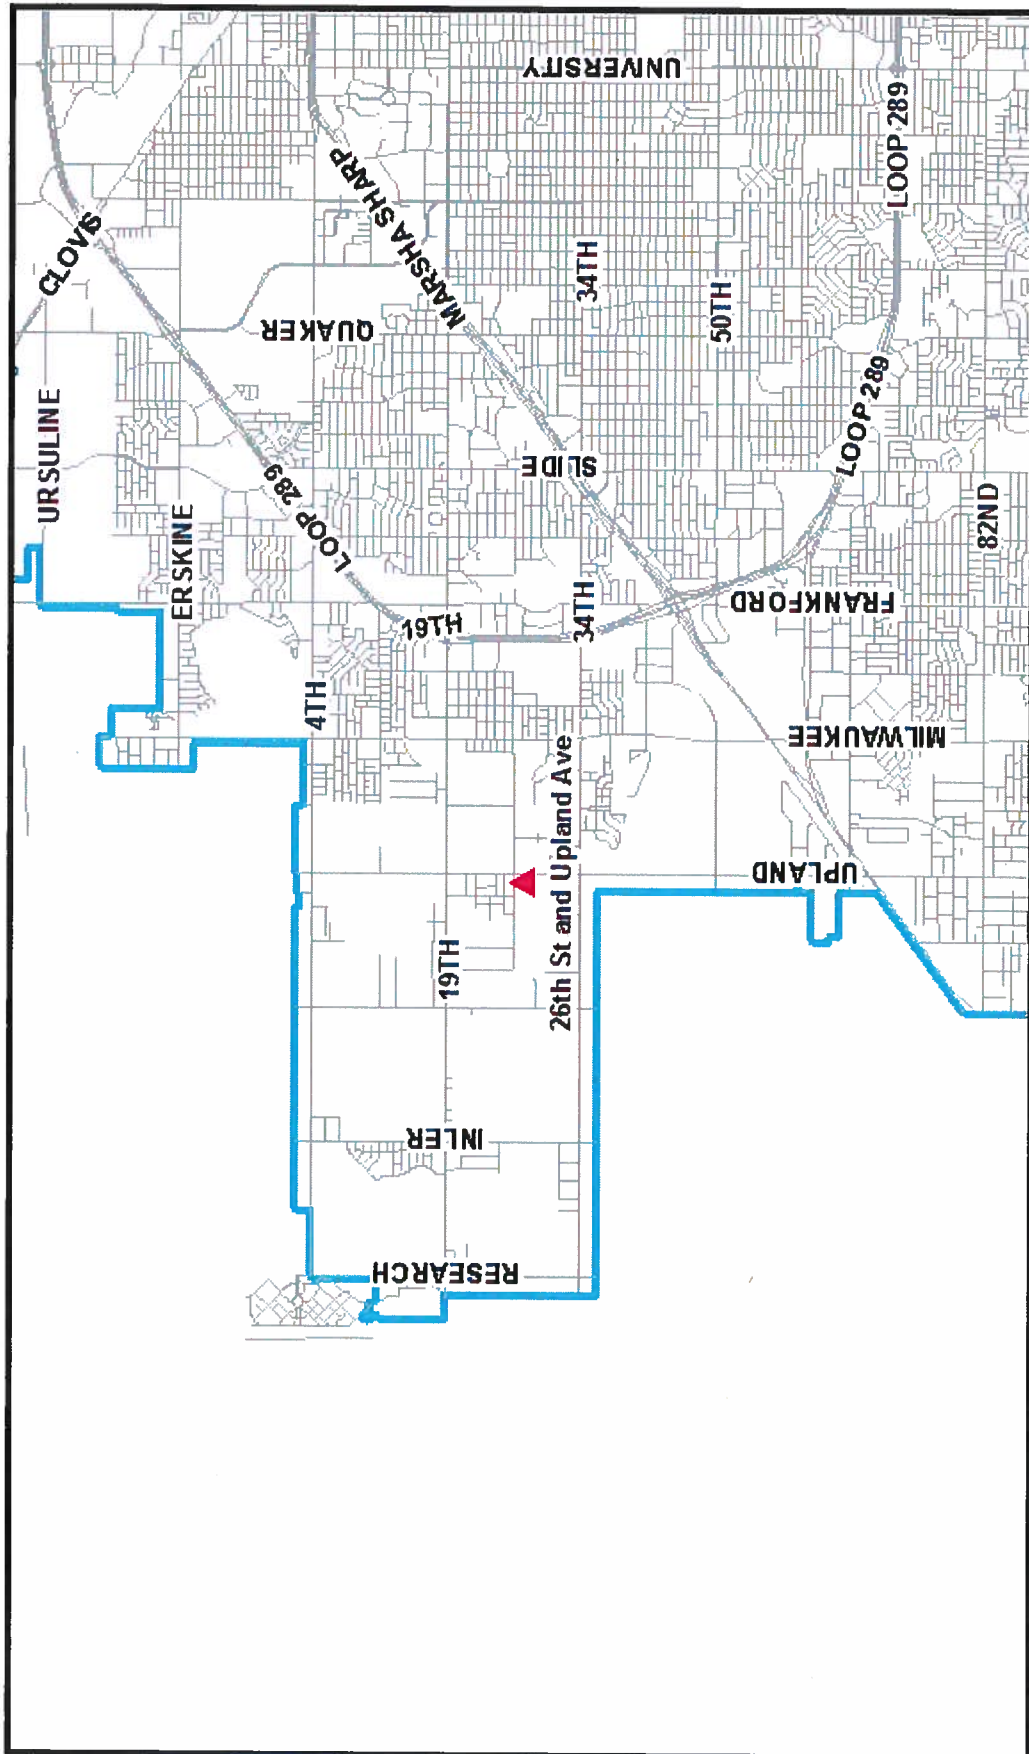 URSULINE
CLOVIS
ERSKINE
LOOP 289
QUAKER
MARSHA SHARP
UNIVERSITY
4TH
19TH
34TH
SLIDE
34TH
50TH
LOOP 289
LOOP 289
FRANKFORD
82ND
MILWAUKEE
UPLAND
26th St and Upland Ave
19TH
INLER
RESEARCH